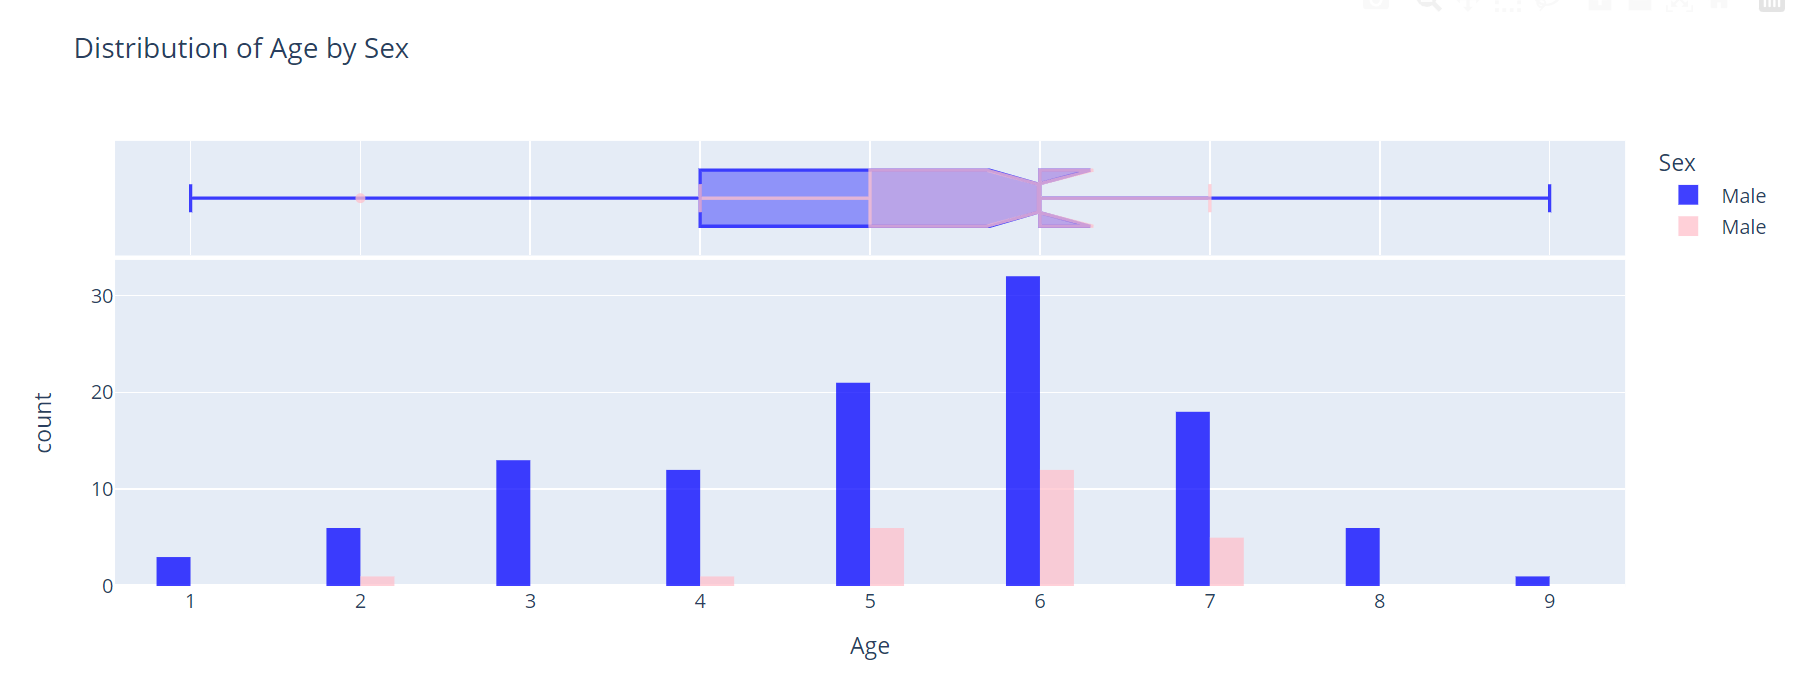 Distribution of Age by Sex
Sex
Male
Male
30
20
10
0
count
1 2 3 4 5 6 7 8 9
Age